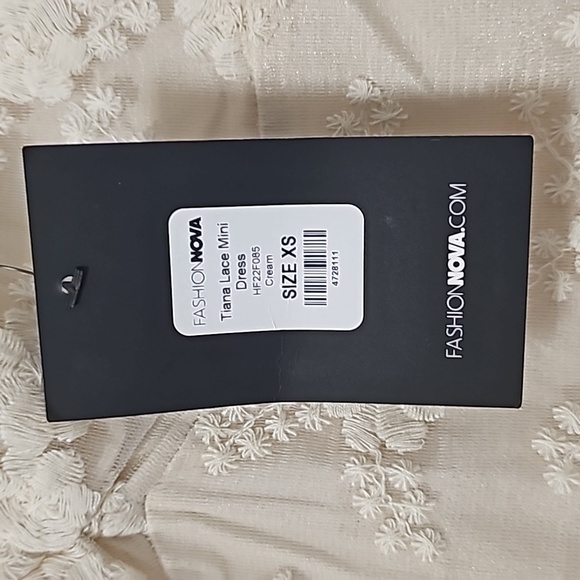 FASHIONNOVA
Tiana Lace Mini
Dress
HF22F085
Cream
SIZE XS
4728111
FASHIONNOVA.COM